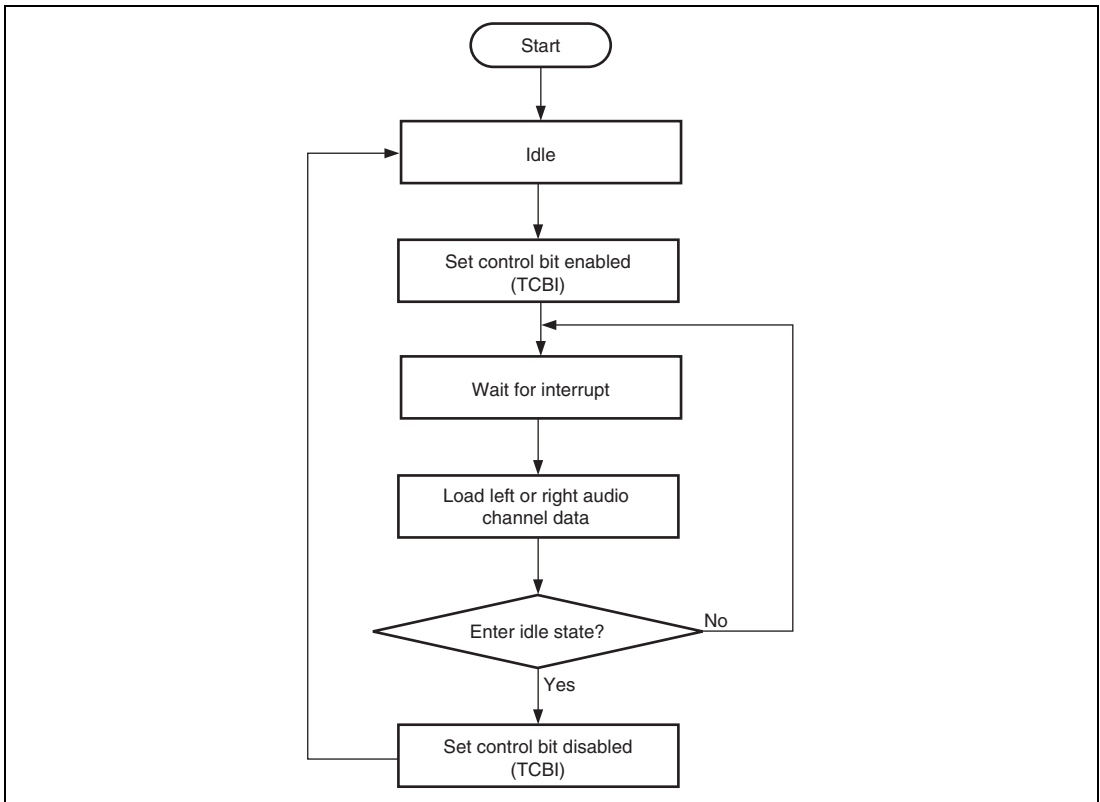 Start
Idle
Set control bit enabled
(TCBI)
Wait for interrupt
Load left or right audio
channel data
Enter idle state?
No
Yes
Set control bit disabled
(TCBI)